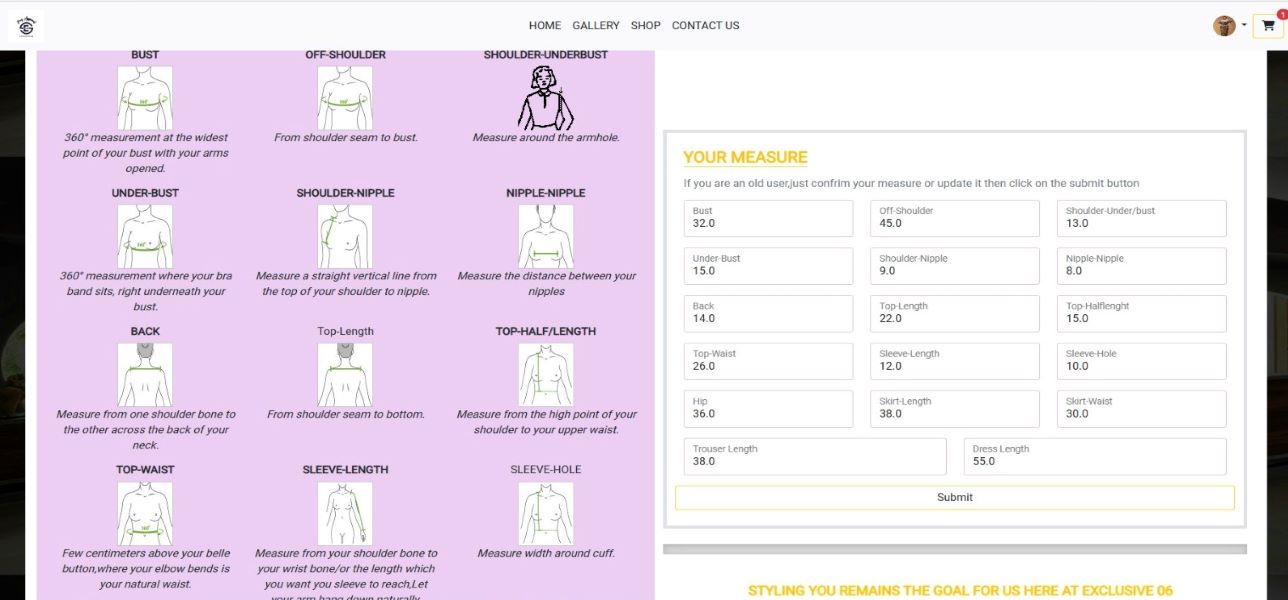 HOME GALLERY SHOP CONTACT US
1
BUST OFF-SHOULDER SHOULDER-UNDERBUST
360° measurement at the widest
point of your bust with your arms
opened.
From shoulder seam to bust.
Measure around the armhole.
UNDER-BUST SHOULDER-NIPPLE NIPPLE-NIPPLE
360° measurement where your bra
band sits, right underneath your
bust.
Measure a straight vertical line from
the top of your shoulder to nipple.
Measure the distance between your
nipples
BACK Top-Length TOP-HALF/LENGTH
Measure from one shoulder bone to
the other across the back of your
neck.
From shoulder seam to bottom.
Measure from the high point of your
shoulder to your upper waist.
TOP-WAIST SLEEVE-LENGTH SLEEVE-HOLE
Few centimeters above your belle
button,where your elbow bends is
your natural waist.
Measure from your shoulder bone to
your wrist bone/or the length which
you want you sleeve to reach,Let
your arm hang down naturally
Measure width around cuff.
YOUR MEASURE
If you are an old user,just confrim your measure or update it then click on the submit button
Bust Off-Shoulder Shoulder-Under/bust
32.0 45.0 13.0
Under-Bust Shoulder-Nipple Nipple-Nipple
15.0 9.0 8.0
Back Top-Length Top-Halflenght
14.0 22.0 15.0
Top-Waist Sleeve-Length Sleeve-Hole
26.0 12.0 10.0
Hip Skirt-Length Skirt-Waist
36.0 38.0 30.0
Trouser Length Dress Length
38.0 55.0
Submit
STYLING YOU REMAINS THE GOAL FOR US HERE AT EXCLUSIVE 06